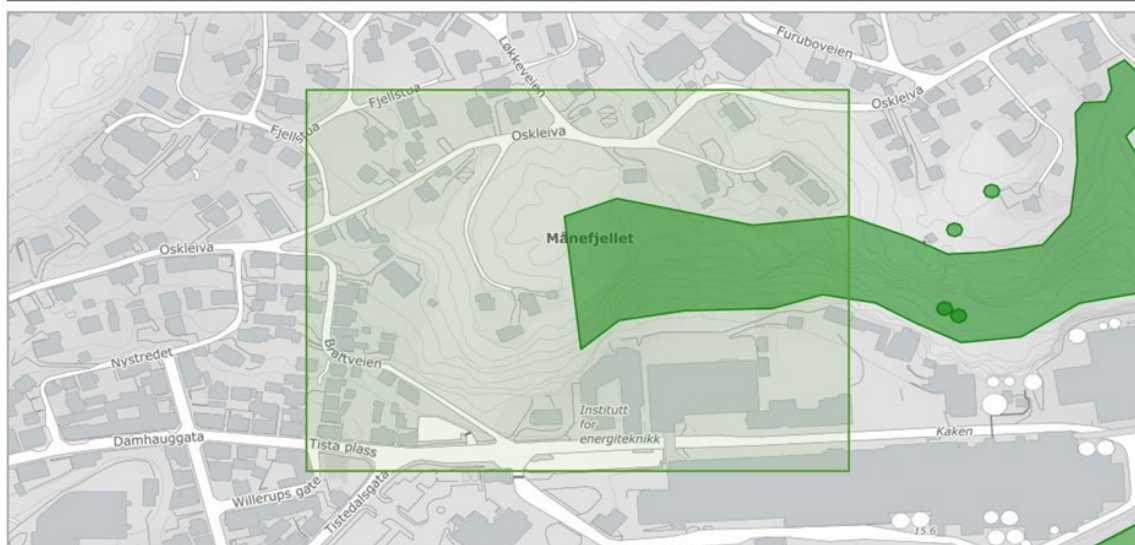 Furuboveien
Løkkeveien
Fjellstua
Oskleiva
Fjellstua
Oskleiva
Månefjellet
Oskleiva
Bråttveien
Nystredet
Institutt
for
energiteknikk
Kaken
Damhauggata
Tista plass
Willerups gate
Tistedalsgata
15.6